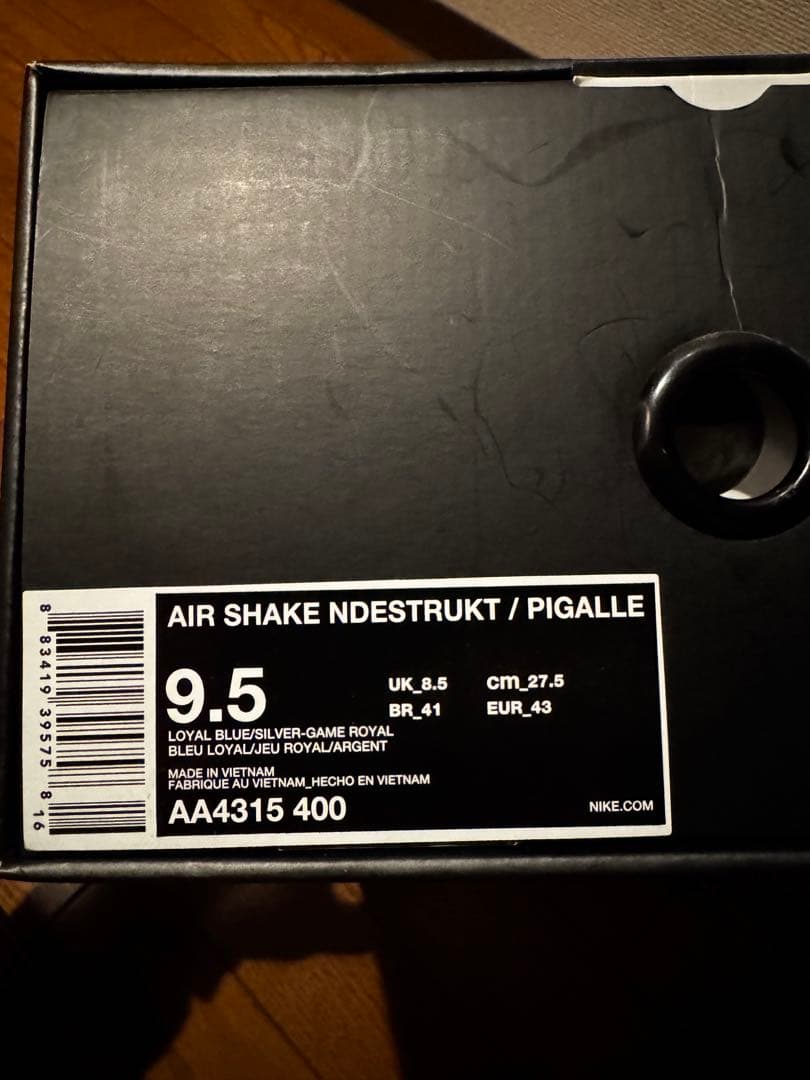 AIR SHAKE NDESTRUKT / PIGALLE
9.5
UK_8.5 cm_27.5
BR_41 EUR_43
LOYAL BLUE/SILVER-GAME ROYAL
BLEU LOYAL/JEU ROYAL/ARGENT
MADE IN VIETNAM
FABRIQUE AU VIETNAM_HECHO EN VIETNAM
AA4315 400
NIKE.COM
8 83419 39575 8 16